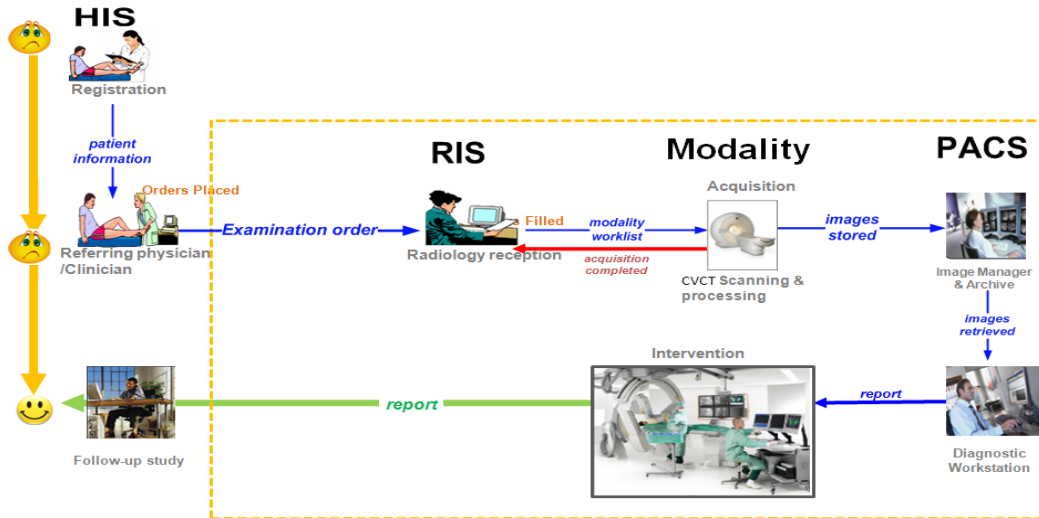 HIS
Registration
patient
information
Orders Placed
Referring physician
/Clinician
Examination order
RIS
a Filled
Radiology reception
modality
worklist
acquisition
completed
Modality
Acquisition
CVCT Scanning &
processing
images
stored
PACS
Image Manager
& Archive
images
retrieved
Diagnostic
Workstation
report
Intervention
report
Follow-up study